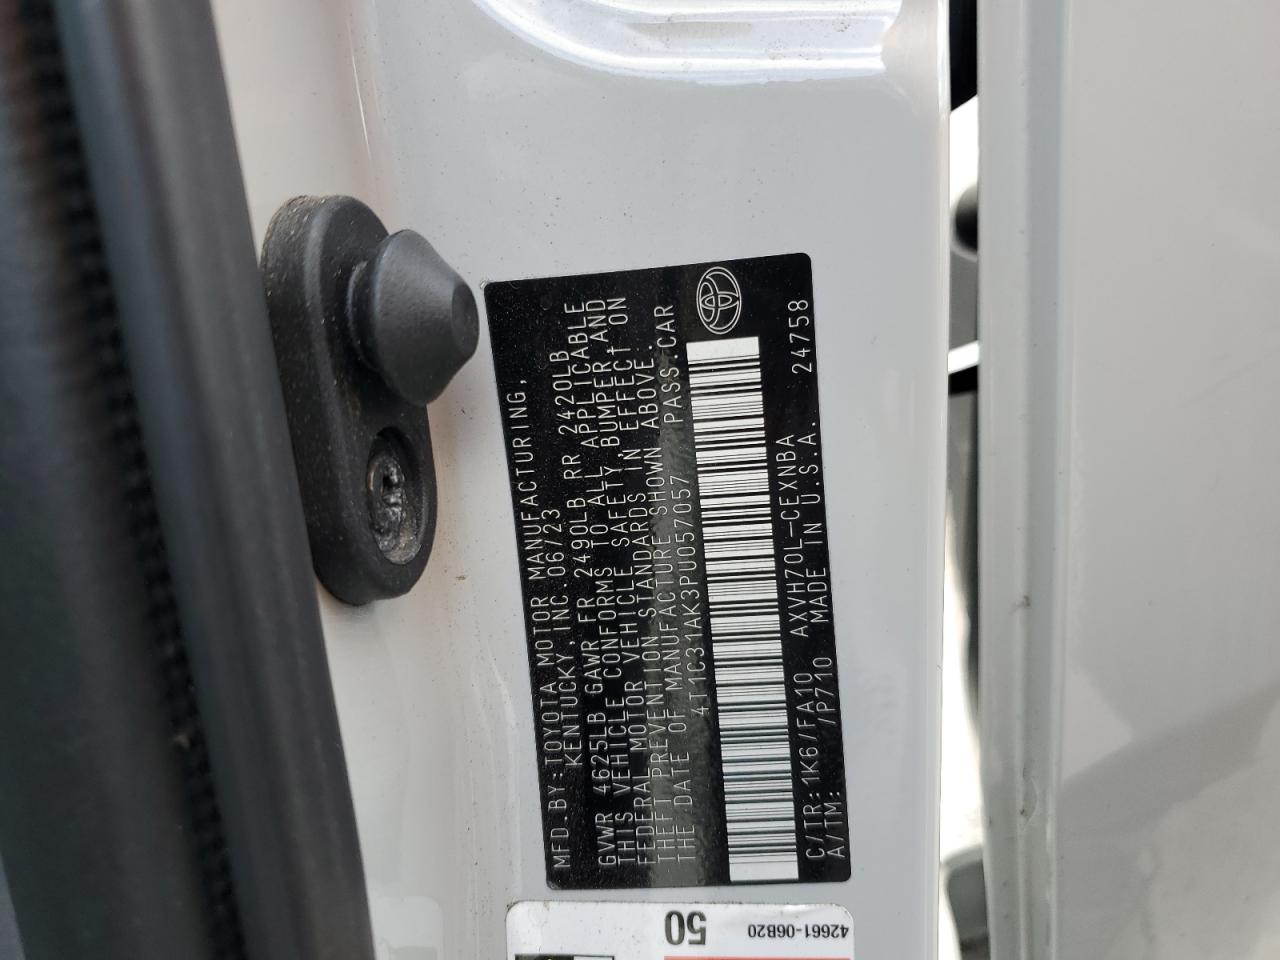 MFD.BY:TOYOTA MOTOR MANUFACTURING,
KENTUCKY,INC.06/23
GVWR 4625LB GAWR FR 2490LB RR 2420LB
THIS VEHICLE CONFORMS TO ALL APPLICABLE
FEDERAL MOTOR VEHICLE SAFETY,BUMPER,AND
THEFT PREVENTION STANDARDS IN EFFECT ON
THE DATE OF MANUFACTURE SHOWN ABOVE.
4T1C31AK3PU057057 PASS.CAR
C/TR:1K6/FA10 AXVH70L-CEXNBA 24758
A/TM: /P710 MADE IN U.S.A.
50
42661-06B20